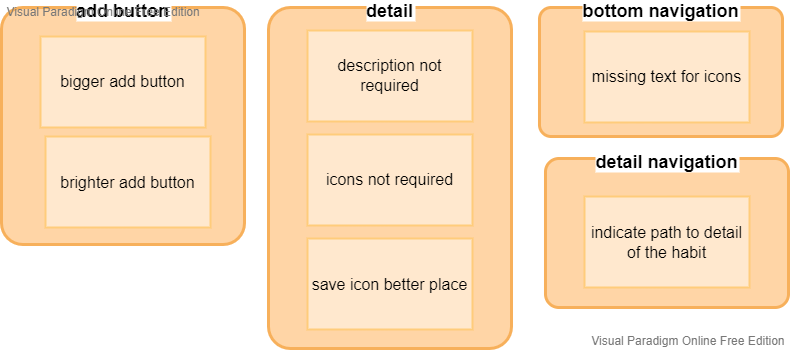 Visual Paradigm Online Free Edition
add button
bigger add button
brighter add button
detail
description not
required
icons not required
save icon better place
bottom navigation
missing text for icons
detail navigation
indicate path to detail
of the habit
Visual Paradigm Online Free Edition